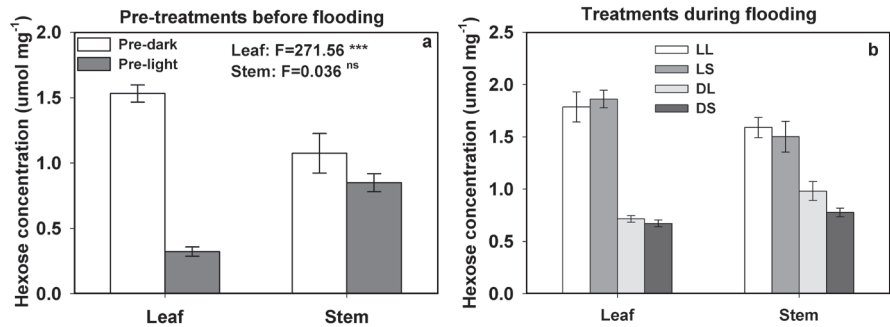 Pre-treatments before flooding
Hexose concentration (umol mg⁻¹)
2.0
1.5
1.0
0.5
0.0
Pre-dark
Pre-light
Leaf: F=271.56 ***
Stem: F=0.036 ns
a
Leaf
Stem
Treatments during flooding
Hexose concentration (umol mg⁻¹)
2.5
2.0
1.5
1.0
0.5
0.0
LL
LS
DL
DS
b
Leaf
Stem